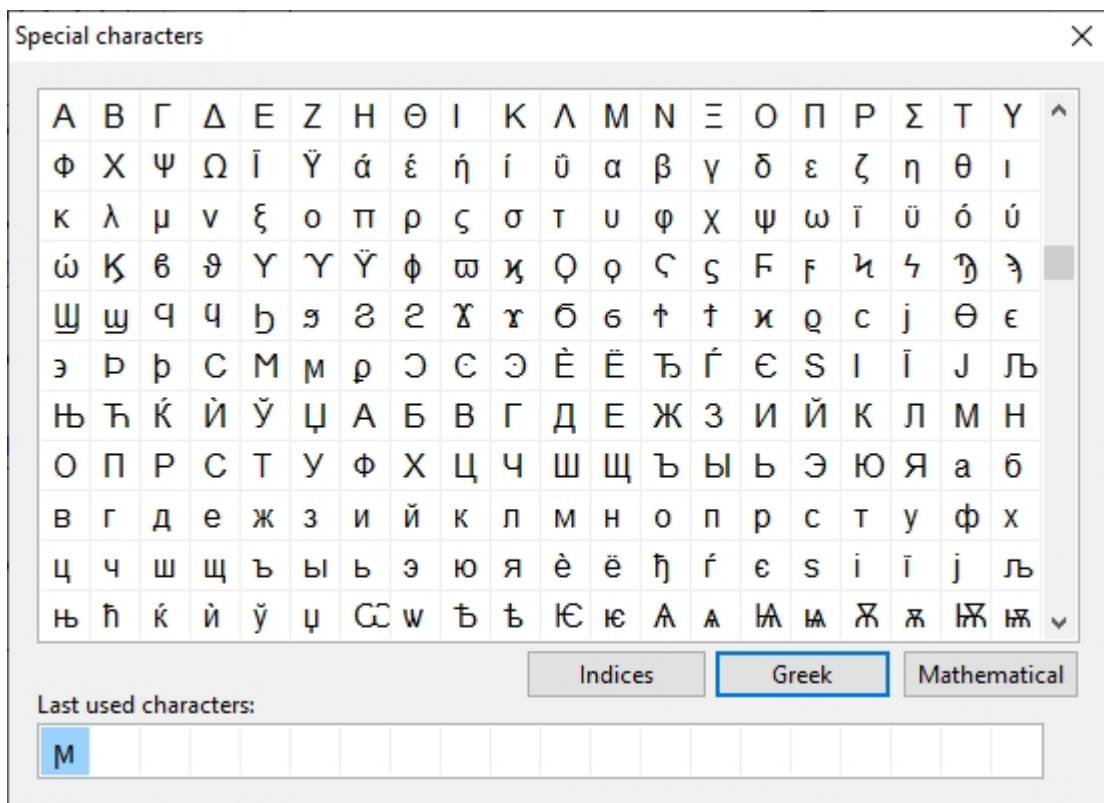 Special characters
Α Β Γ Δ Ε Ζ Η Θ Ι Κ Λ Μ Ν Ξ Ο Π Ρ Σ Τ Υ
Φ Χ Ψ Ω Ϊ Ϋ ά έ ή ί ΰ α β γ δ ε ζ η θ ι
κ λ μ ν ξ ο π ρ ς σ τ υ φ χ ψ ω ϊ ϋ ό ύ
ώ Ϗ ϐ ϑ ϒ ϓ ϔ ϕ ϖ ϗ Ϙ ϙ Ϛ ϛ Ϝ ϝ Ϟ ϟ Ϡ ϡ
Ϣ ϣ Ϥ ϥ Ϧ ϧ Ϩ ϩ Ϫ ϫ Ϭ ϭ Ϯ ϯ ϰ ϱ ϲ ϳ ϴ ϵ
϶ Ϸ ϸ Ϲ Ϻ ϻ ϼ Ͻ Ͼ Ͽ Ѐ Ё Ђ Ѓ Є Ѕ І Ї Ј Љ
Њ Ћ Ќ Ѝ Ў Џ А Б В Г Д Е Ж З И Й К Л М Н
О П Р С Т У Ф Х Ц Ч Ш Щ Ъ Ы Ь Э Ю Я а б
в г д е ж з и й к л м н о п р с т у ф х
ц ч ш щ ъ ы ь э ю я ѐ ё ђ ѓ є ѕ і ї ј љ
њ ћ ќ ѝ ў џ Ѡ ѡ Ѣ ѣ Ѥ ѥ Ѧ ѧ Ѩ ѩ Ѫ ѫ Ѭ ѭ
Indices Greek Mathematical
Last used characters:
ϻ